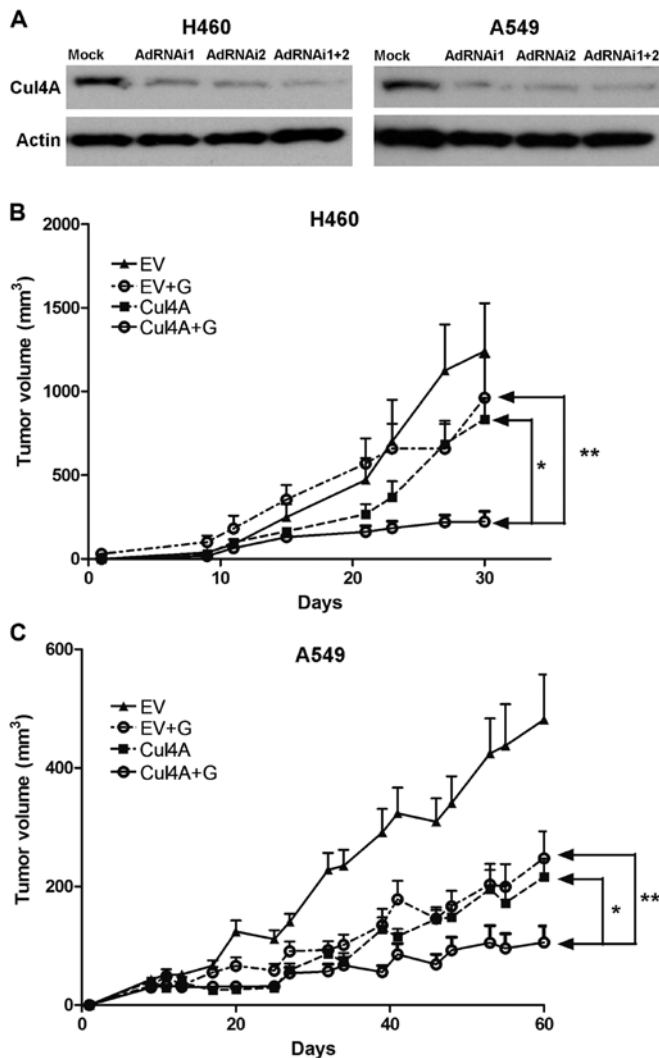 A
H460
A549
Mock AdRNAi1 AdRNAi2 AdRNAi1+2
Mock AdRNAi1 AdRNAi2 AdRNAi1+2
Cul4A
Actin
B
H460
2000
1500
1000
500
0
Tumor volume (mm³)
EV
EV+G
Cul4A
Cul4A+G
*
**
0 10 20 30
Days
C
A549
600
400
200
0
Tumor volume (mm³)
EV
EV+G
Cul4A
Cul4A+G
*
**
0 20 40 60
Days